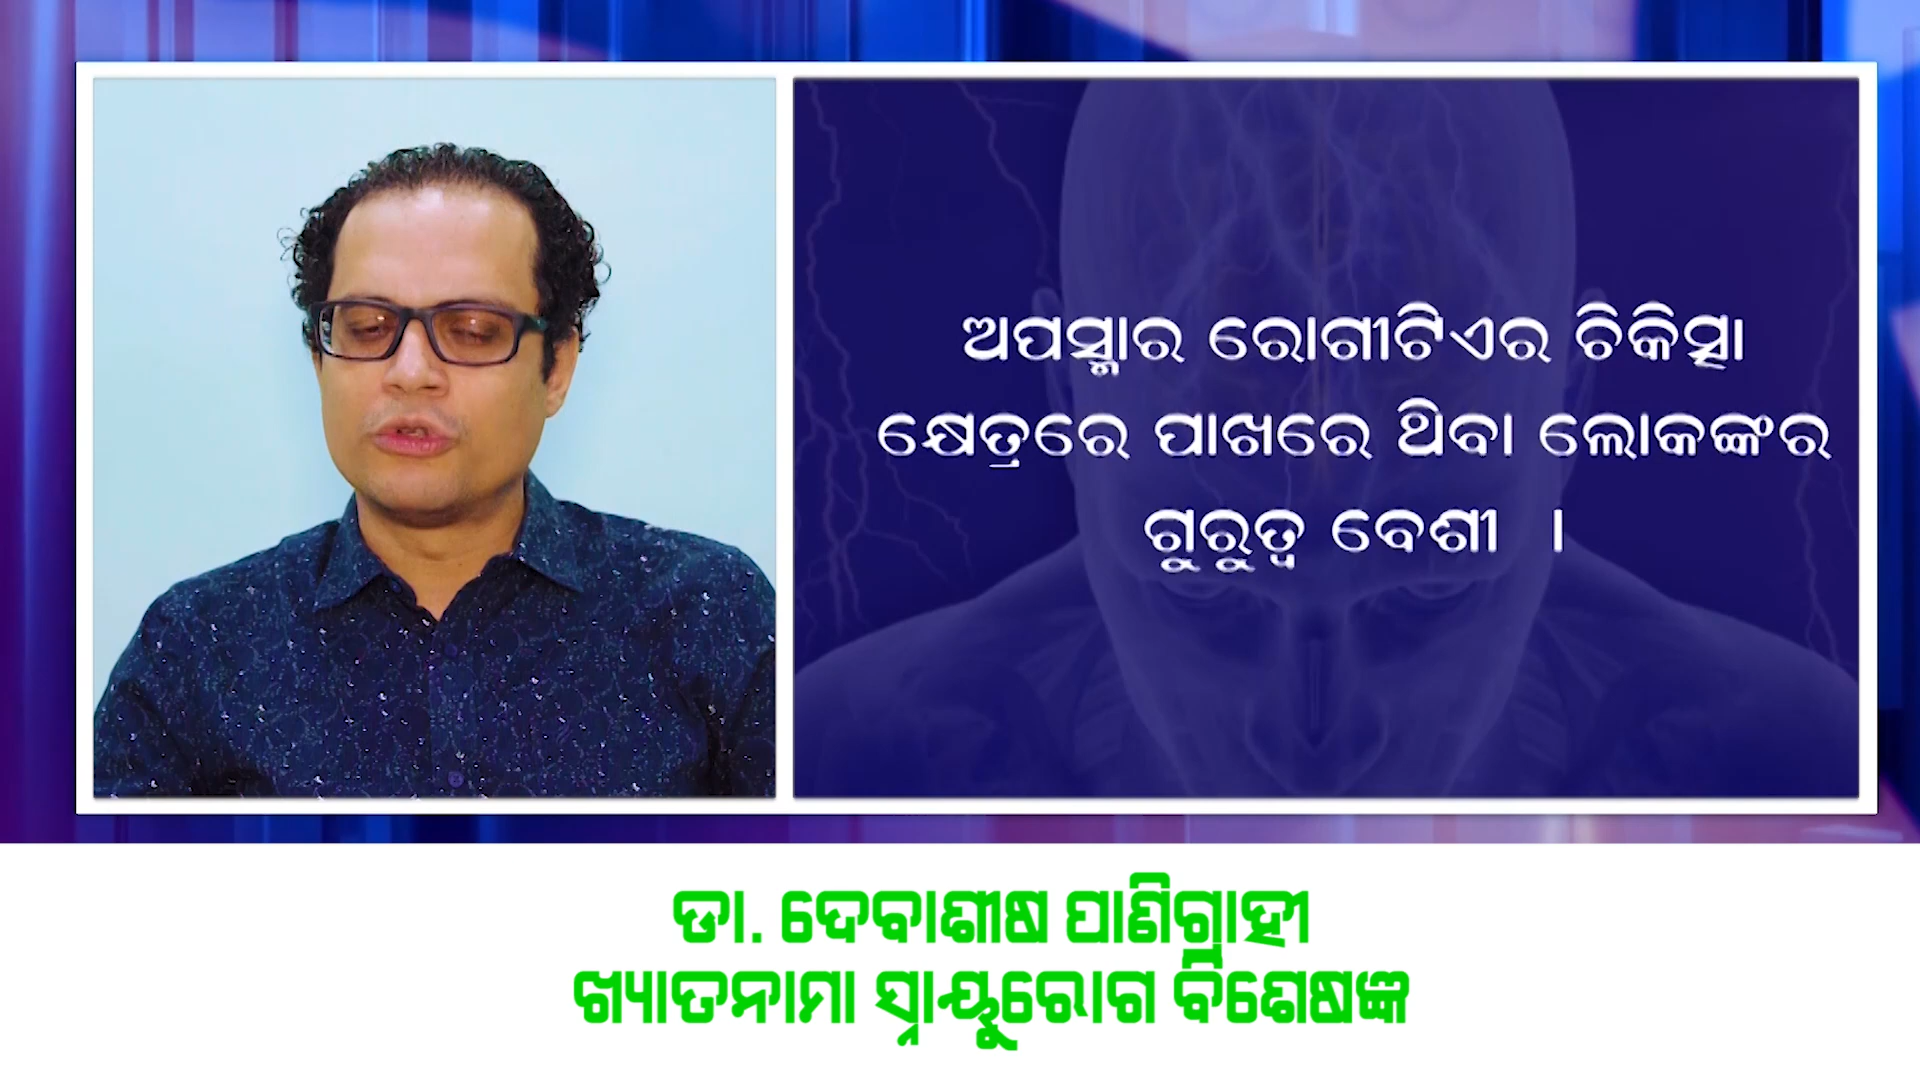 ଅପସ୍ମାର ରୋଗୀଟିଏର ଚିକିତ୍ସା
କ୍ଷେତ୍ରରେ ପାଖରେ ଥିବା ଲୋକଙ୍କର
ଗୁରୁତ୍ୱ ବେଶୀ ।
ଡା. ଦେବାଶୀଷ ପାଣିଗ୍ରାହୀ
ଖ୍ୟାତନାମା ସ୍ନାୟୁରୋଗ ବିଶେଷଜ୍ଞ